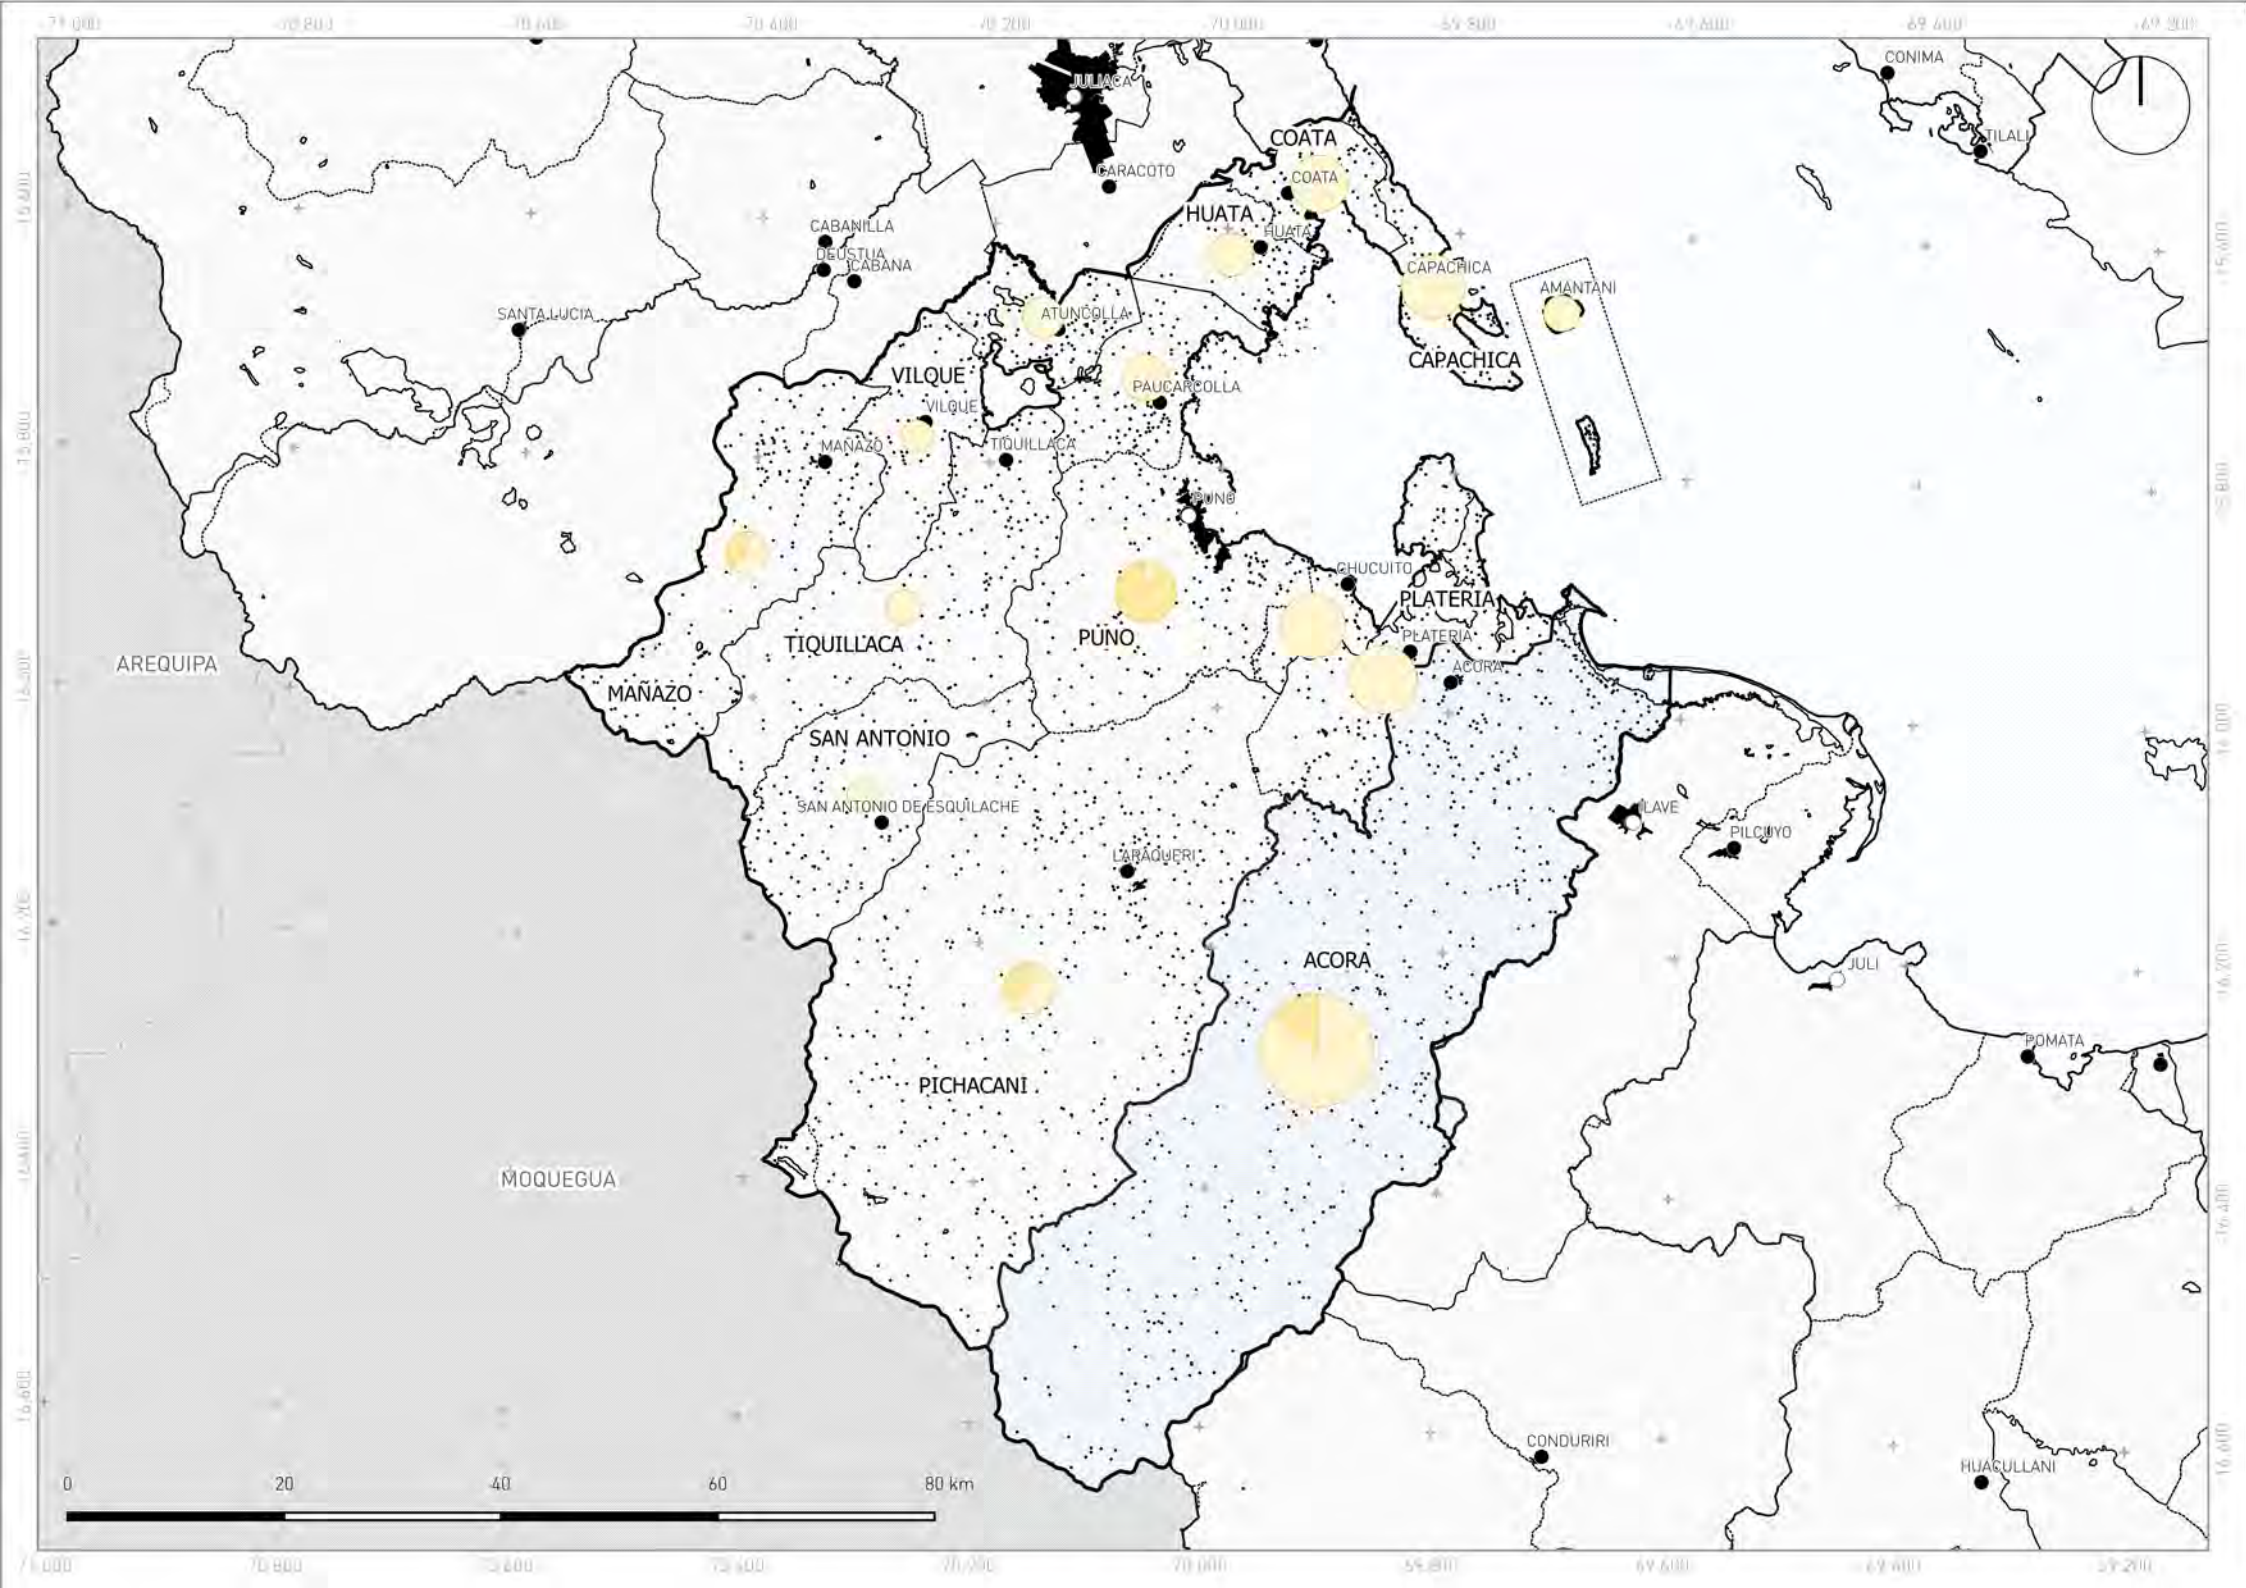 JULIACA
CONIMA
TILALI
COATA
CARACOTO
COATA
HUATA
HUATA
CABANILLA
DEUSTUA
CABANA
CAPACHICA
AMANTANI
SANTA LUCIA
ATUNCOLLA
CAPACHICA
VILQUE
PAUCARCOLLA
VILQUE
MAÑAZO
TIQUILLACA
PUNO
CHUCUITO
PLATERIA
PLATERIA
TIQUILLACA
PUNO
ACORA
AREQUIPA
MAÑAZO
SAN ANTONIO
SAN ANTONIO DE ESQUILACHE
ILAVE
PILCUYO
LARAQUERI
ACORA
JULI
POMATA
PICHACANI
MOQUEGUA
CONDURIRI
HUACULLANI
0 20 40 60 80 km